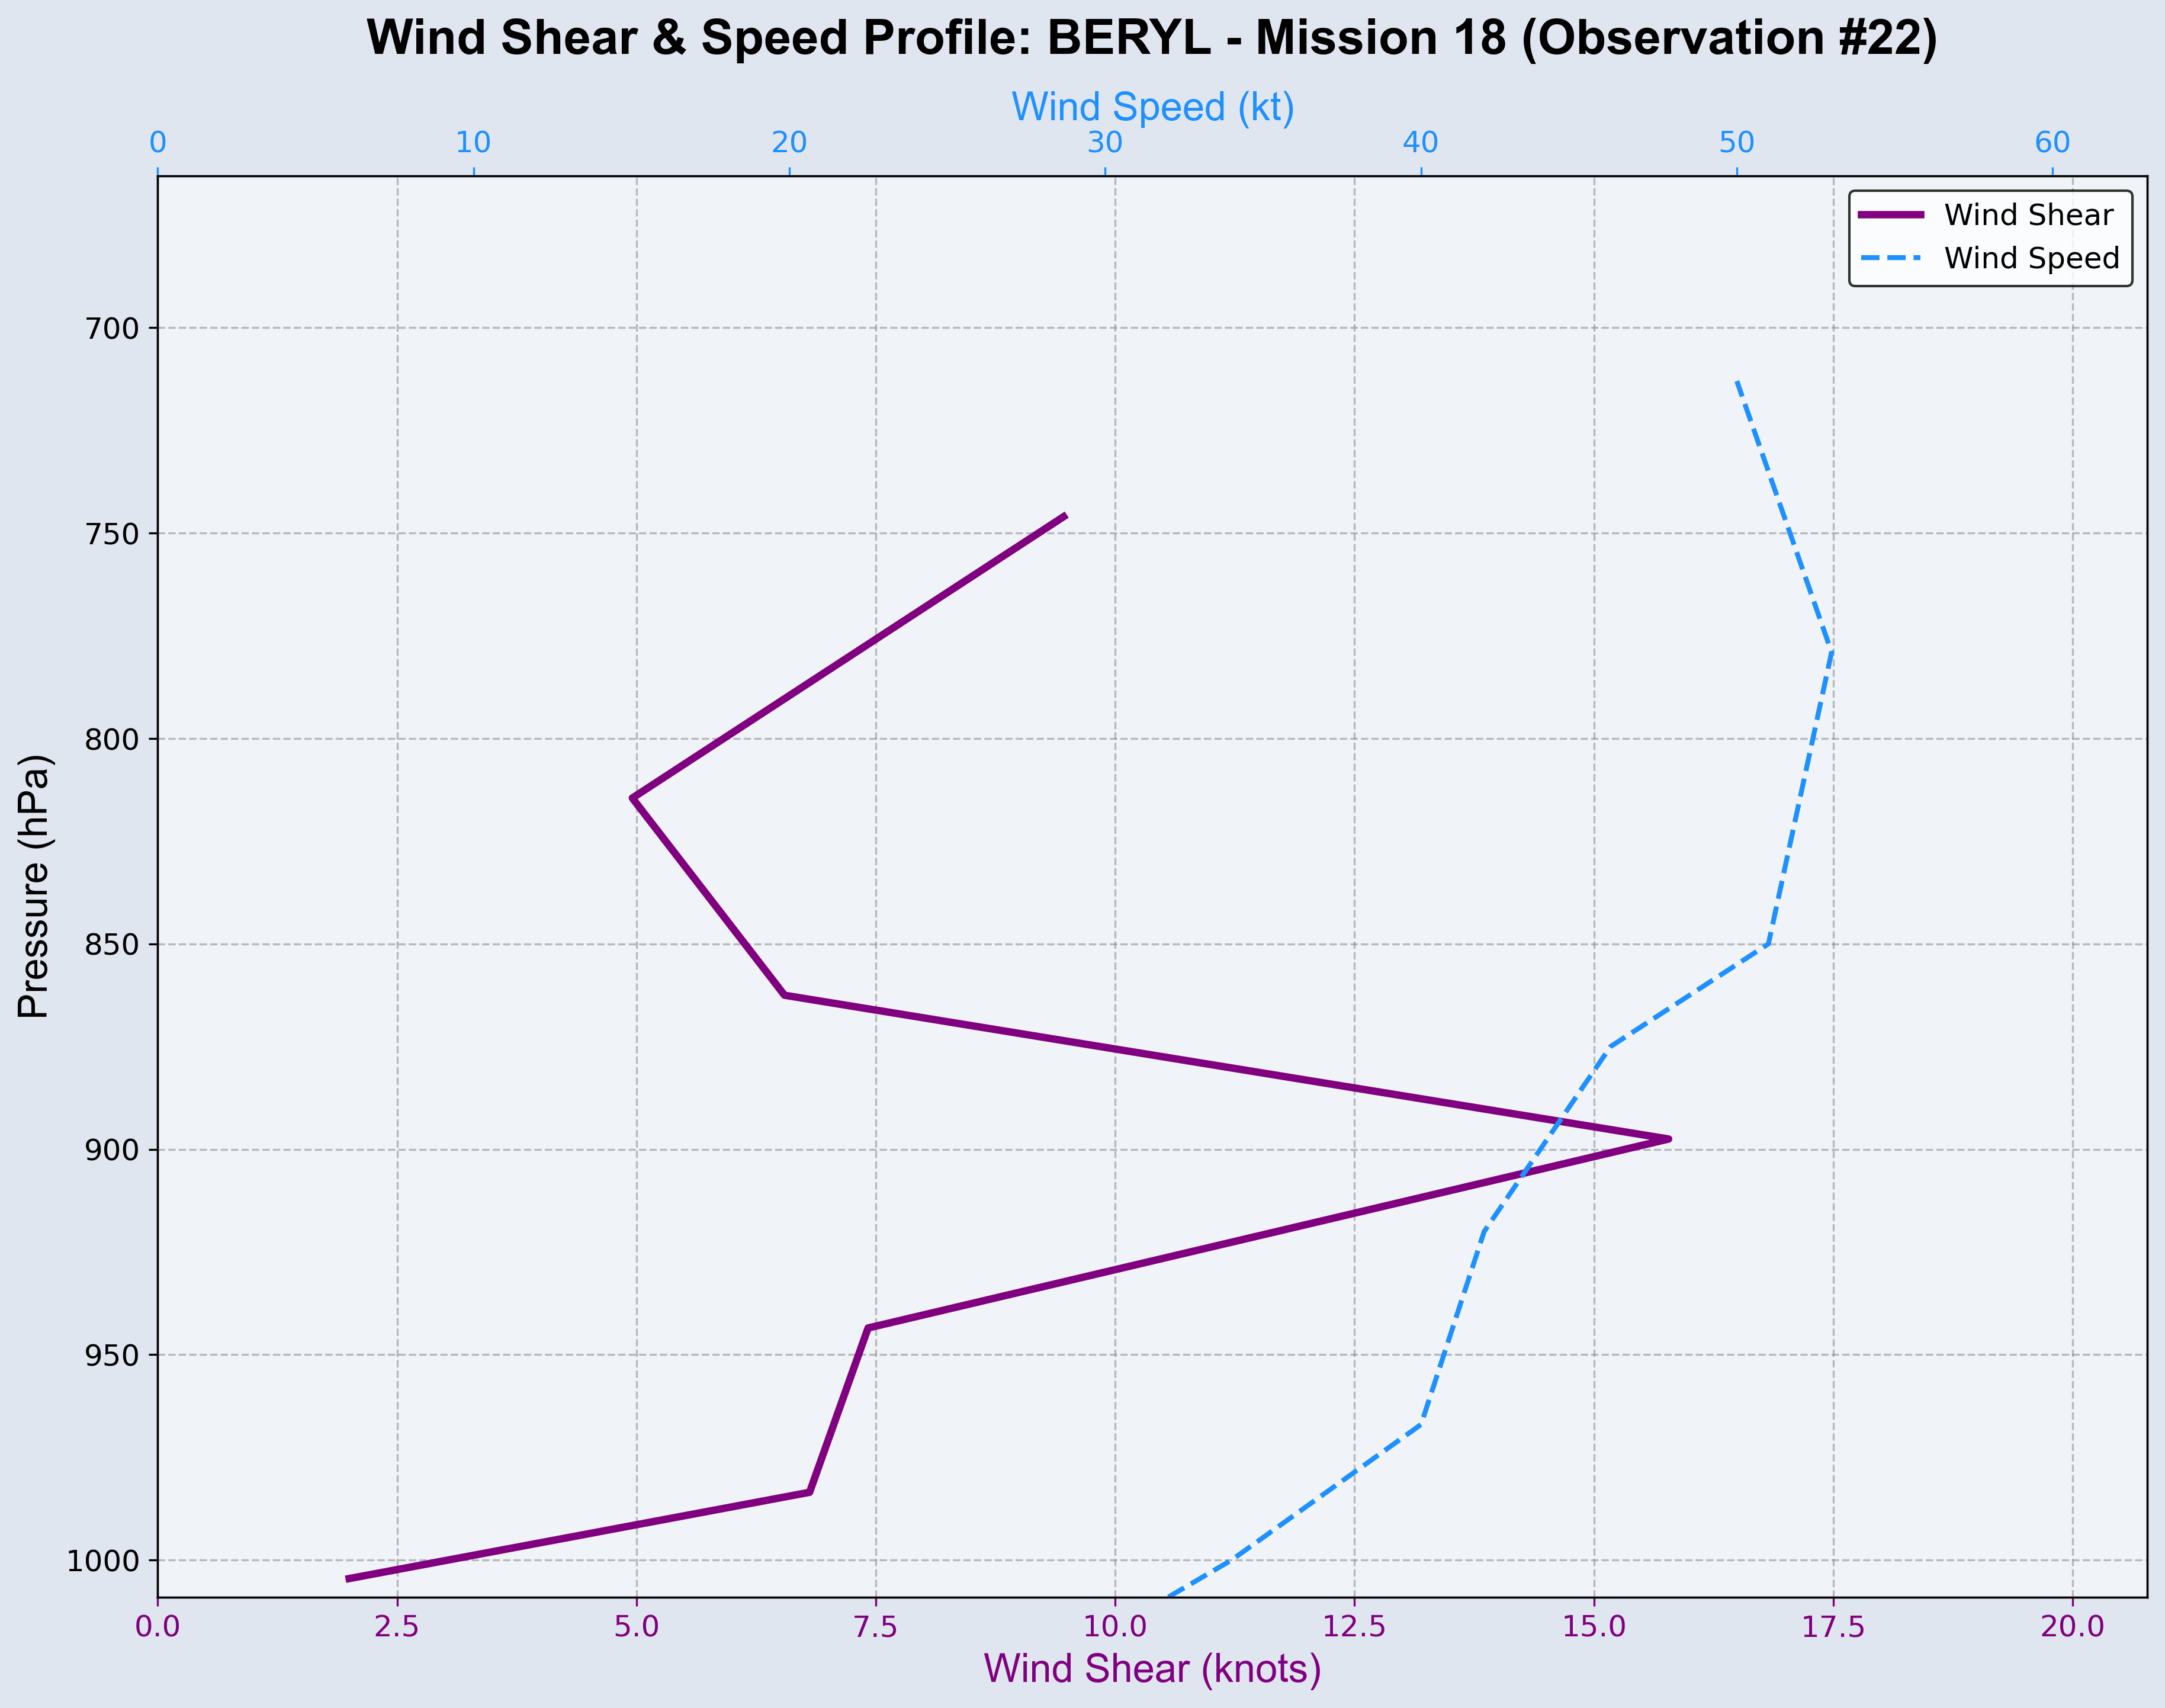 Wind Shear & Speed Profile: BERYL - Mission 18 (Observation #22)
Wind Speed (kt)
0 10 20 30 40 50 60
Wind Shear
Wind Speed
700
750
800
850
900
950
1000
Pressure (hPa)
0.0 2.5 5.0 7.5 10.0 12.5 15.0 17.5 20.0
Wind Shear (knots)